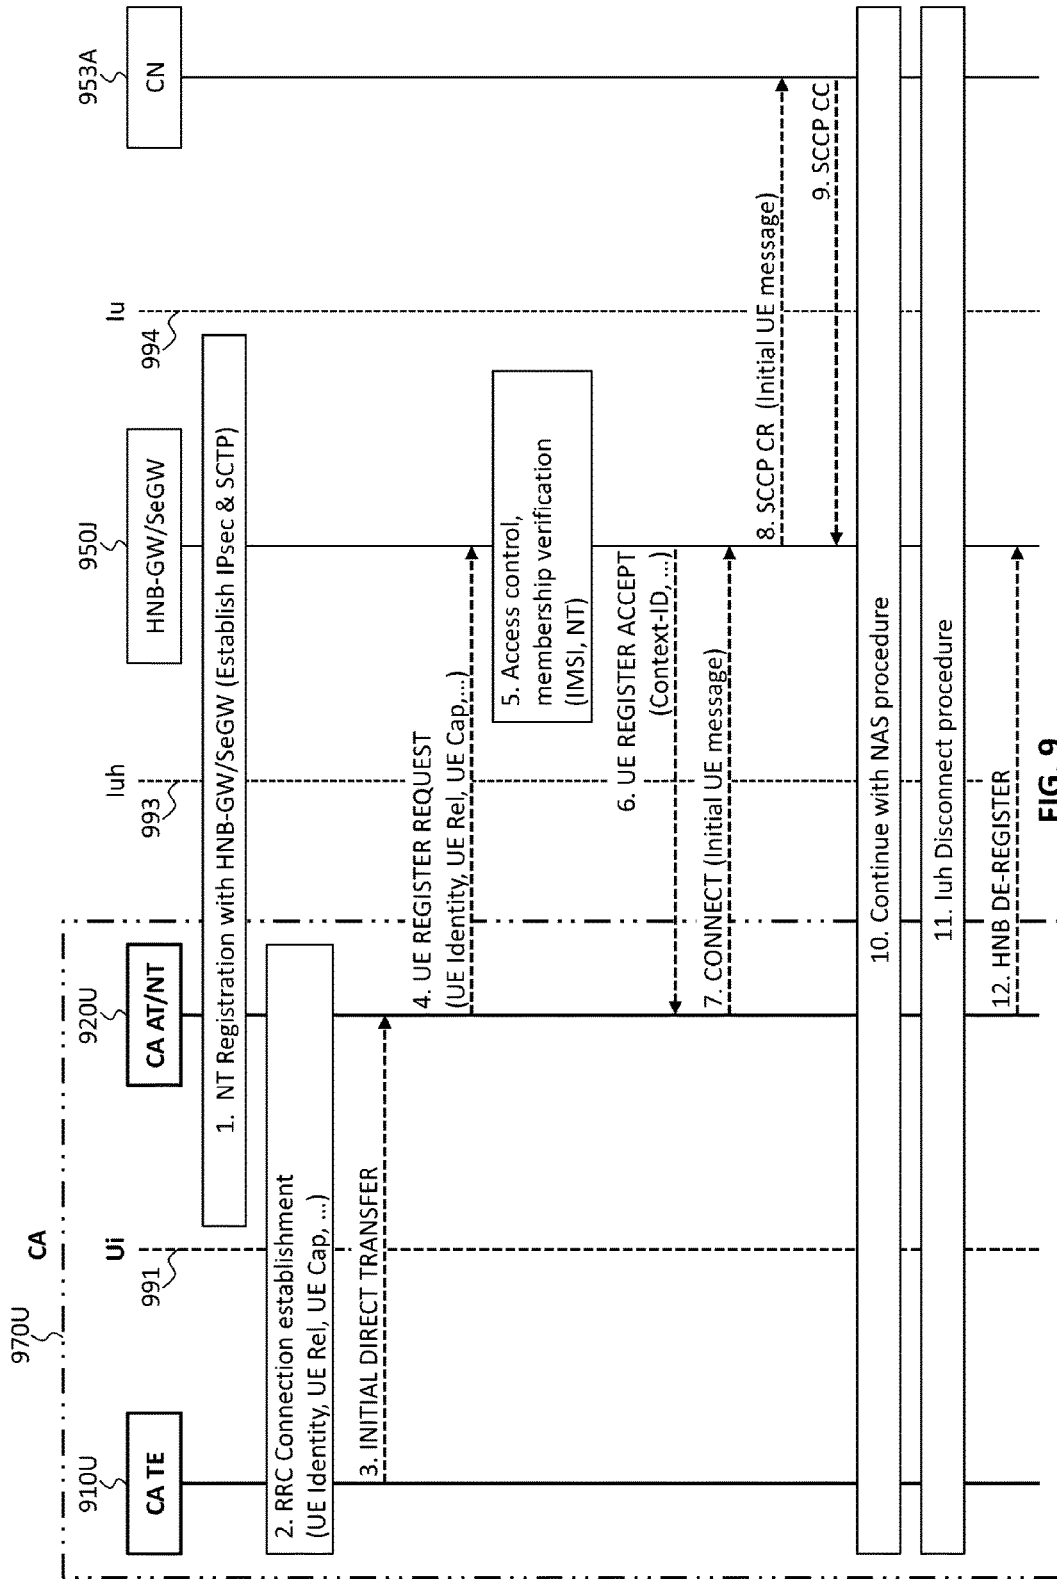 970U
CA
910U
920U
950J
953A
CA TE
Ui
CA AT/NT
Iuh
HNB-GW/SeGW
Iu
CN
991
993
994
1. NT Registration with HNB-GW/SeGW (Establish IPsec & SCTP)
2. RRC Connection establishment
(UE Identity, UE Rel, UE Cap, ...)
3. INITIAL DIRECT TRANSFER
4. UE REGISTER REQUEST
(UE Identity, UE Rel, UE Cap,...)
5. Access control,
membership verification
(IMSI, NT)
6. UE REGISTER ACCEPT
(Context-ID, ...)
7. CONNECT (Initial UE message)
8. SCCP CR (Initial UE message)
9. SCCP CC
10. Continue with NAS procedure
11. Iuh Disconnect procedure
12. HNB DE-REGISTER
FIG. 9